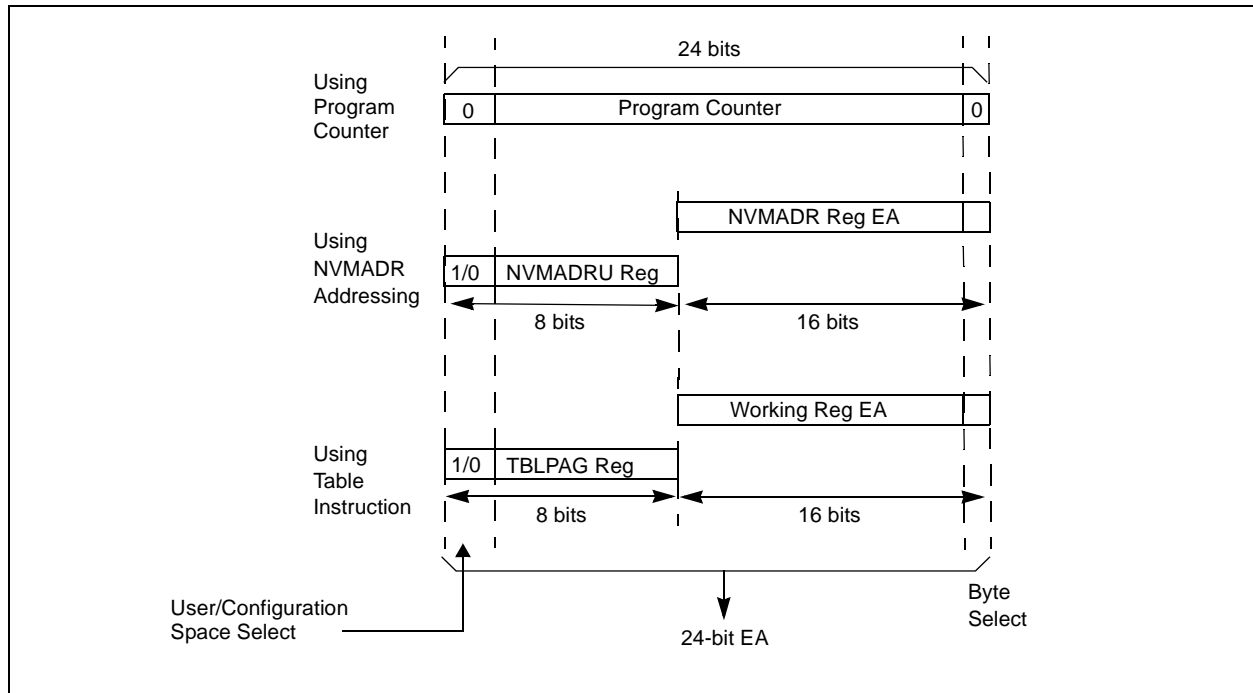 24 bits
Using
Program
Counter
0
Program Counter
0
NVMADR Reg EA
Using
NVMADR
Addressing
1/0
NVMADRU Reg
8 bits
16 bits
Working Reg EA
Using
Table
Instruction
1/0
TBLPAG Reg
8 bits
16 bits
User/Configuration
Space Select
24-bit EA
Byte
Select